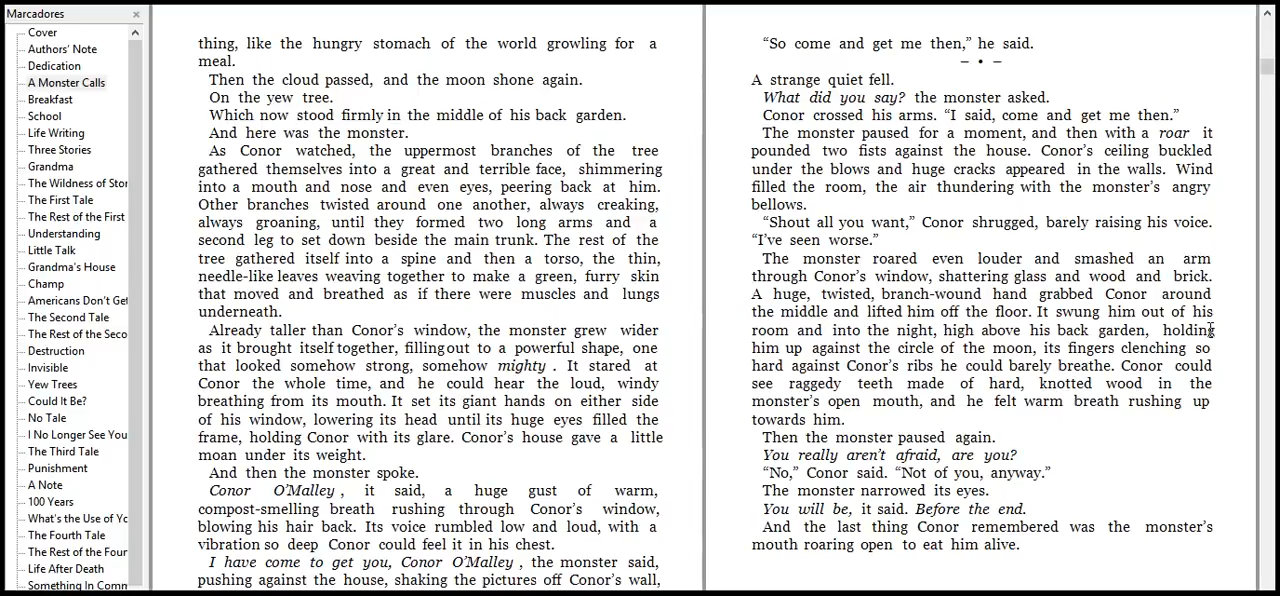 Marcadores
Cover
Authors' Note
Dedication
A Monster Calls
Breakfast
School
Life Writing
Three Stories
Grandma
The Wildness of Stor
The First Tale
The Rest of the First
Understanding
Little Talk
Grandma's House
Champ
Americans Don't Get
The Second Tale
The Rest of the Seco
Destruction
Invisible
Yew Trees
Could It Be?
No Tale
I No Longer See You
The Third Tale
Punishment
A Note
100 Years
What's the Use of Yo
The Fourth Tale
The Rest of the Four
Life After Death
Something In Comm
thing, like the hungry stomach of the world growling for a
meal.
Then the cloud passed, and the moon shone again.
On the yew tree.
Which now stood firmly in the middle of his back garden.
And here was the monster.
As Conor watched, the uppermost branches of the tree
gathered themselves into a great and terrible face, shimmering
into a mouth and nose and even eyes, peering back at him.
Other branches twisted around one another, always creaking,
always groaning, until they formed two long arms and a
second leg to set down beside the main trunk. The rest of the
tree gathered itself into a spine and then a torso, the thin,
needle-like leaves weaving together to make a green, furry skin
that moved and breathed as if there were muscles and lungs
underneath.
Already taller than Conor's window, the monster grew wider
as it brought itself together, filling out to a powerful shape, one
that looked somehow strong, somehow mighty . It stared at
Conor the whole time, and he could hear the loud, windy
breathing from its mouth. It set its giant hands on either side
of his window, lowering its head until its huge eyes filled the
frame, holding Conor with its glare. Conor's house gave a little
moan under its weight.
And then the monster spoke.
Conor O'Malley , it said, a huge gust of warm,
compost-smelling breath rushing through Conor's window,
blowing his hair back. Its voice rumbled low and loud, with a
vibration so deep Conor could feel it in his chest.
I have come to get you, Conor O'Malley , the monster said,
pushing against the house, shaking the pictures off Conor's wall,
“So come and get me then,” he said.
– • –
A strange quiet fell.
What did you say? the monster asked.
Conor crossed his arms. “I said, come and get me then.”
The monster paused for a moment, and then with a roar it
pounded two fists against the house. Conor's ceiling buckled
under the blows and huge cracks appeared in the walls. Wind
filled the room, the air thundering with the monster's angry
bellows.
“Shout all you want,” Conor shrugged, barely raising his voice.
“I've seen worse.”
The monster roared even louder and smashed an arm
through Conor's window, shattering glass and wood and brick.
A huge, twisted, branch-wound hand grabbed Conor around
the middle and lifted him off the floor. It swung him out of his
room and into the night, high above his back garden, holding
him up against the circle of the moon, its fingers clenching so
hard against Conor's ribs he could barely breathe. Conor could
see raggedy teeth made of hard, knotted wood in the
monster's open mouth, and he felt warm breath rushing up
towards him.
Then the monster paused again.
You really aren't afraid, are you?
“No,” Conor said. “Not of you, anyway.”
The monster narrowed its eyes.
You will be, it said. Before the end.
And the last thing Conor remembered was the monster's
mouth roaring open to eat him alive.